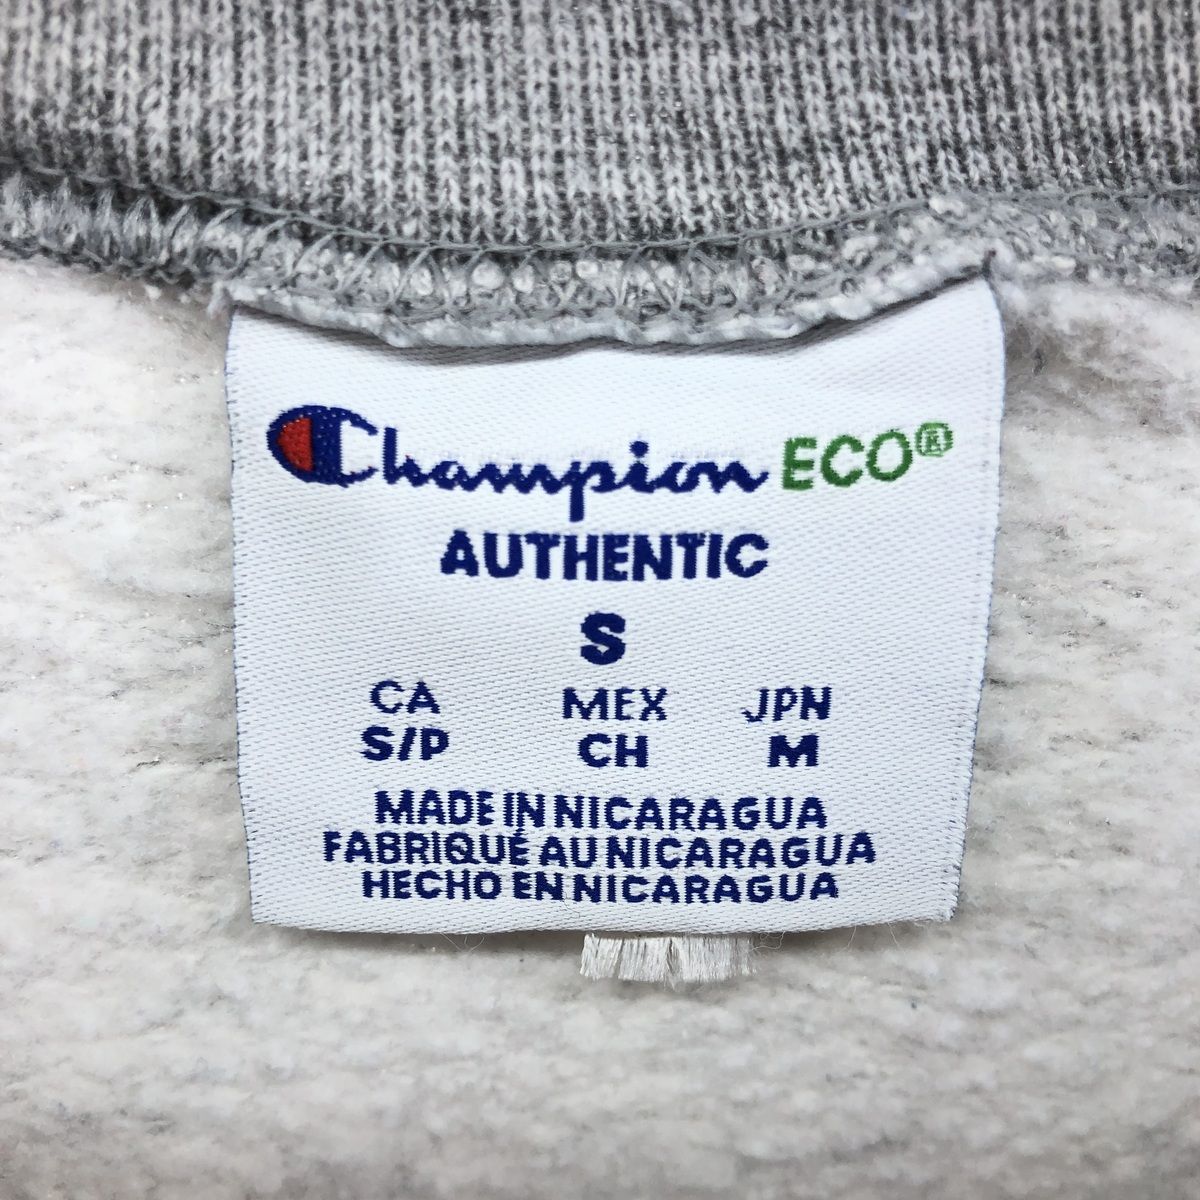 Champion ECO®
AUTHENTIC
S
CA MEX JPN
S/P CH M
MADE IN NICARAGUA
FABRIQUÉ AU NICARAGUA
HECHO EN NICARAGUA